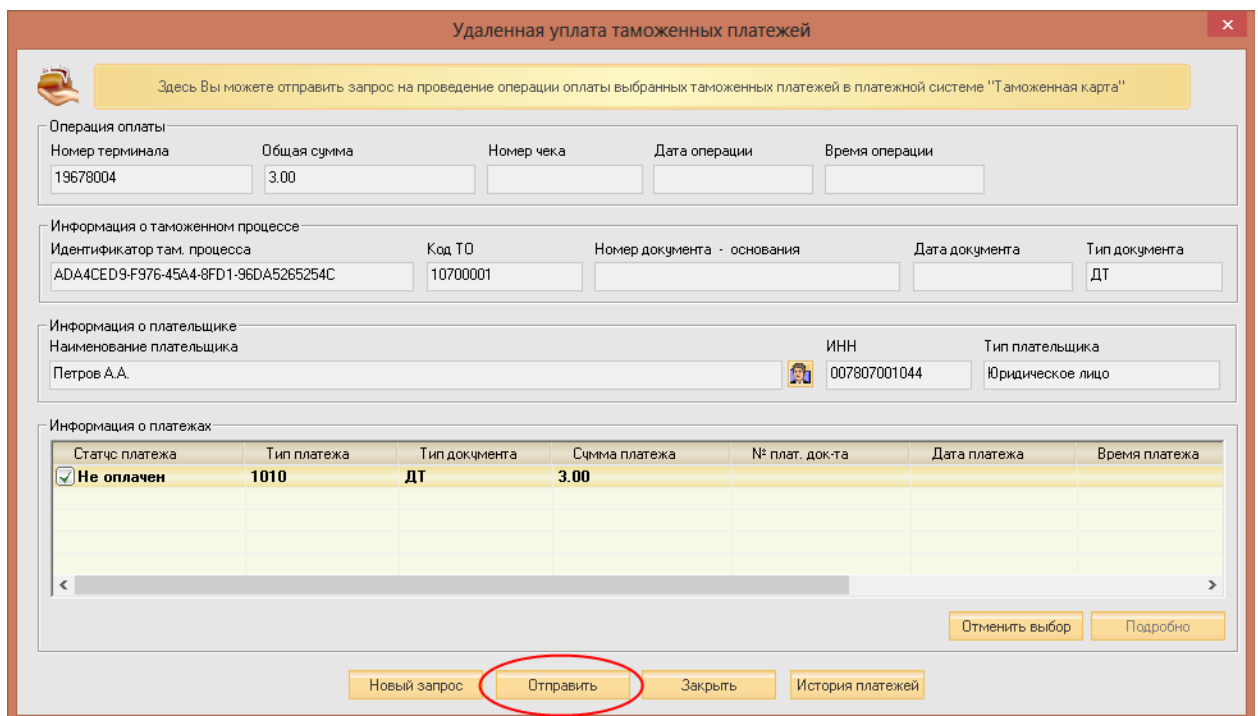 Удаленная уплата таможенных платежей
Здесь Вы можете отправить запрос на проведение операции оплаты выбранных таможенных платежей в платежной системе "Таможенная карта"
Операция оплаты
Номер терминала Общая сумма Номер чека Дата операции Время операции
19678004 3.00
Информация о таможенном процессе
Идентификатор там. процесса Код ТО Номер документа - основания Дата документа Тип документа
ADA4CED9-F976-45A4-8FD1-96DA5265254C 10700001 ДТ
Информация о плательщике
Наименование плательщика ИНН Тип плательщика
Петров А.А. 007807001044 Юридическое лицо
Информация о платежах
Статус платежа Тип платежа Тип документа Сумма платежа № плат. док-та Дата платежа Время платежа
Не оплачен 1010 ДТ 3.00
Отменить выбор Подробно
Новый запрос Отправить Закрыть История платежей